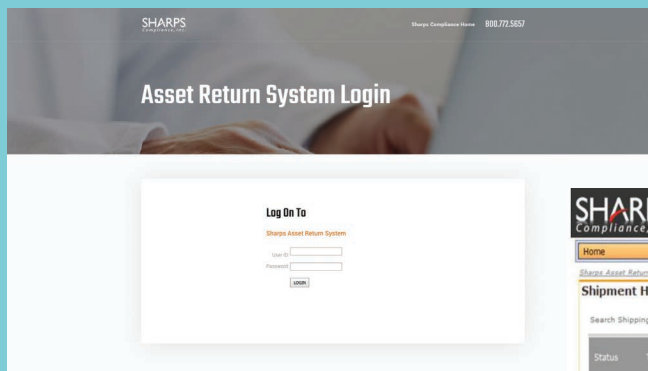 SHARPS
Compliance, Inc.
Sharps Compliance Home 800.772.5657
Asset Return System Login
Log On To
Sharps Asset Return System
User ID
Password
LOGIN
SHAR
Compliance,
Home
Sharps Asset Retur
Shipment H
Search Shipping
Status